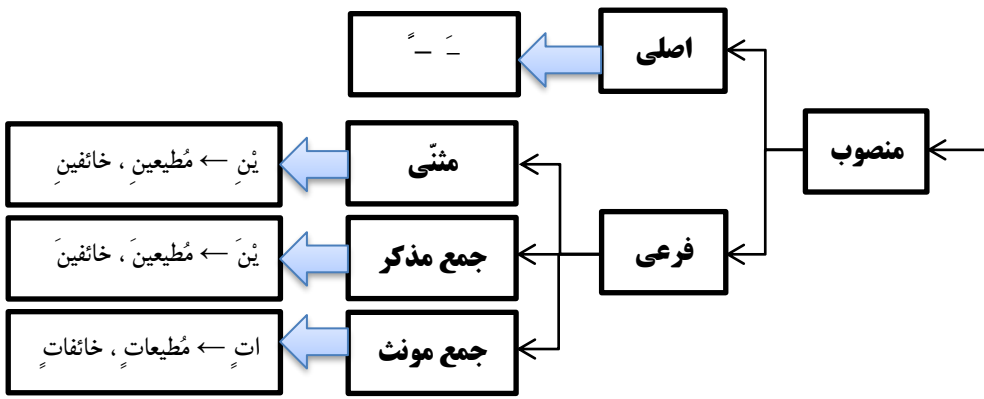 منصوب
اصلی
ـَ ـً
فرعی
مثنّی
یْنِ ← مُطیعینِ ، خائفینِ
جمع مذکر
یْنَ ← مُطیعینَ ، خائفینَ
جمع مونث
اتٍ ← مُطیعاتٍ ، خائفاتٍ